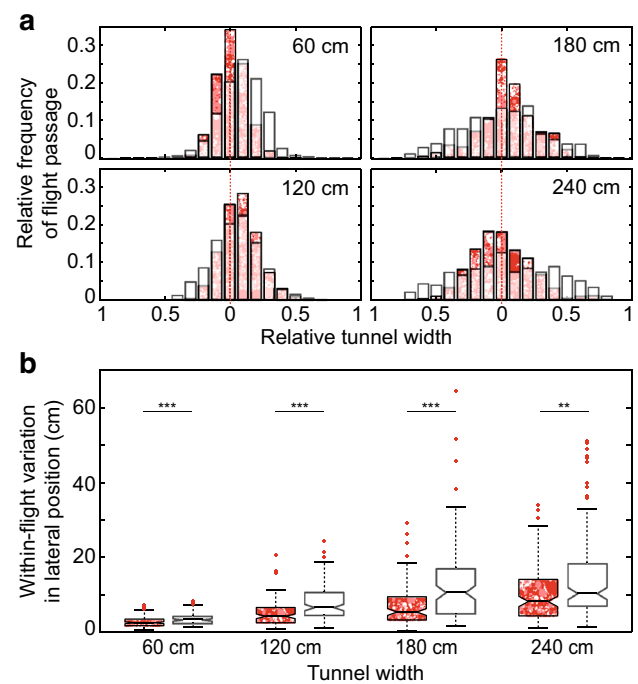 a
Relative frequency
of flight passage
0.3
0.2
0.1
0
60 cm
180 cm
0.3
0.2
0.1
0
120 cm
240 cm
1 0.5 0 0.5 1 0.5 0 0.5 1
Relative tunnel width
b
Within-flight variation
in lateral position (cm)
60
40
20
0
*** *** *** **
60 cm 120 cm 180 cm 240 cm
Tunnel width